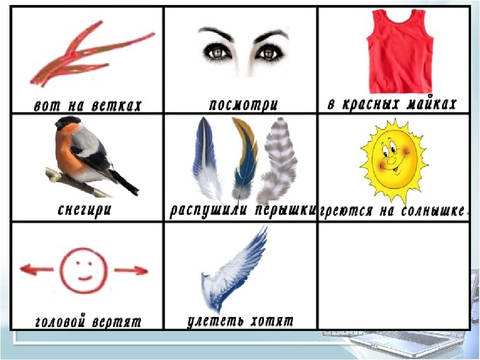 вот на ветках
посмотри
в красных майках
снегири
распушили перышки
греются на солнышке
головой вертят
улететь хотят